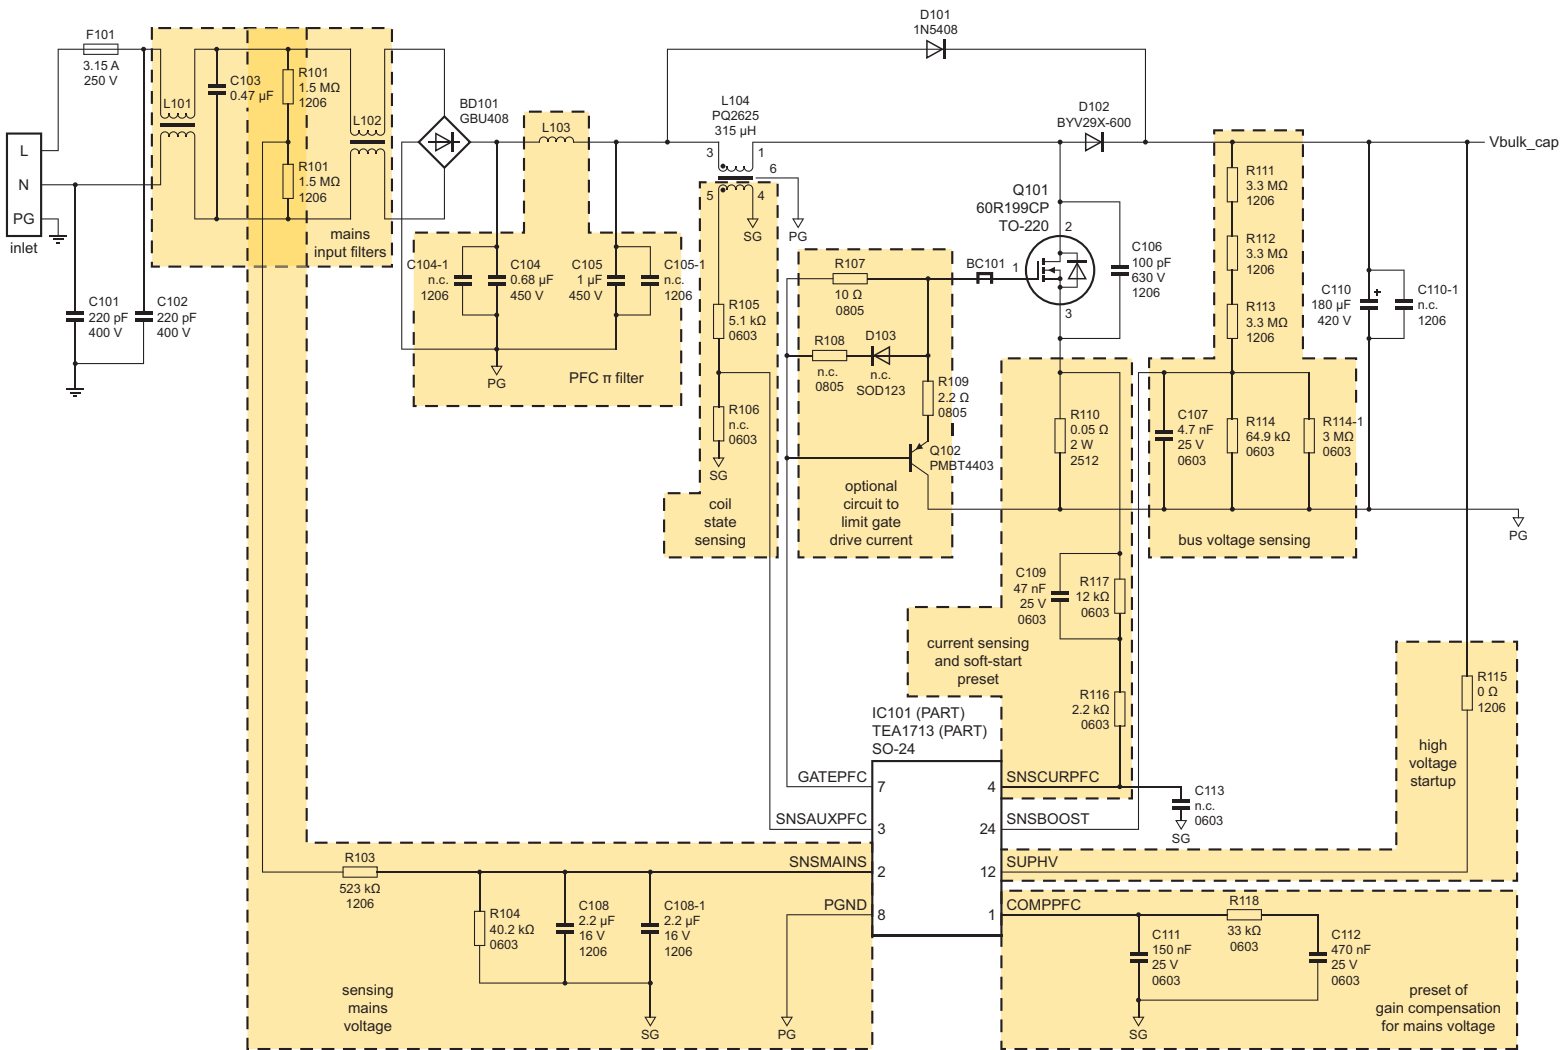 F101
3.15 A
250 V
L
N
PG
inlet
C101
220 pF
400 V
C102
220 pF
400 V
L101
C103
0.47 µF
R101
1.5 MΩ
1206
R101
1.5 MΩ
1206
L102
mains
input filters
BD101
GBU408
L103
C104-1
n.c.
1206
C104
0.68 µF
450 V
C105
1 µF
450 V
C105-1
n.c.
1206
PG
PFC π filter
D101
1N5408
L104
PQ2625
315 µH
3
1
6
5
4
SG
PG
D102
BYV29X-600
Vbulk_cap
R105
5.1 kΩ
0603
R106
n.c.
0603
SG
coil
state
sensing
R107
10 Ω
0805
R108
n.c.
0805
D103
n.c.
SOD123
R109
2.2 Ω
0805
Q102
PMBT4403
optional
circuit to
limit gate
drive current
BC101
Q101
60R199CP
TO-220
2
1
3
C106
100 pF
630 V
1206
R110
0.05 Ω
2 W
2512
C109
47 nF
25 V
0603
R117
12 kΩ
0603
R116
2.2 kΩ
0603
current sensing
and soft-start
preset
R111
3.3 MΩ
1206
R112
3.3 MΩ
1206
R113
3.3 MΩ
1206
C107
4.7 nF
25 V
0603
R114
64.9 kΩ
0603
R114-1
3 MΩ
0603
bus voltage sensing
C110
180 µF
420 V
+
C110-1
n.c.
1206
PG
R115
0 Ω
1206
high
voltage
startup
IC101 (PART)
TEA1713 (PART)
SO-24
GATEPFC
7
SNSAUXPFC
3
SNSMAINS
2
PGND
8
4
SNSCURPFC
24
SNSBOOST
12
SUPHV
1
COMPPFC
C113
n.c.
0603
SG
R103
523 kΩ
1206
R104
40.2 kΩ
0603
C108
2.2 µF
16 V
1206
C108-1
2.2 µF
16 V
1206
SG
PG
sensing
mains
voltage
R118
33 kΩ
0603
C111
150 nF
25 V
0603
C112
470 nF
25 V
0603
SG
preset of
gain compensation
for mains voltage